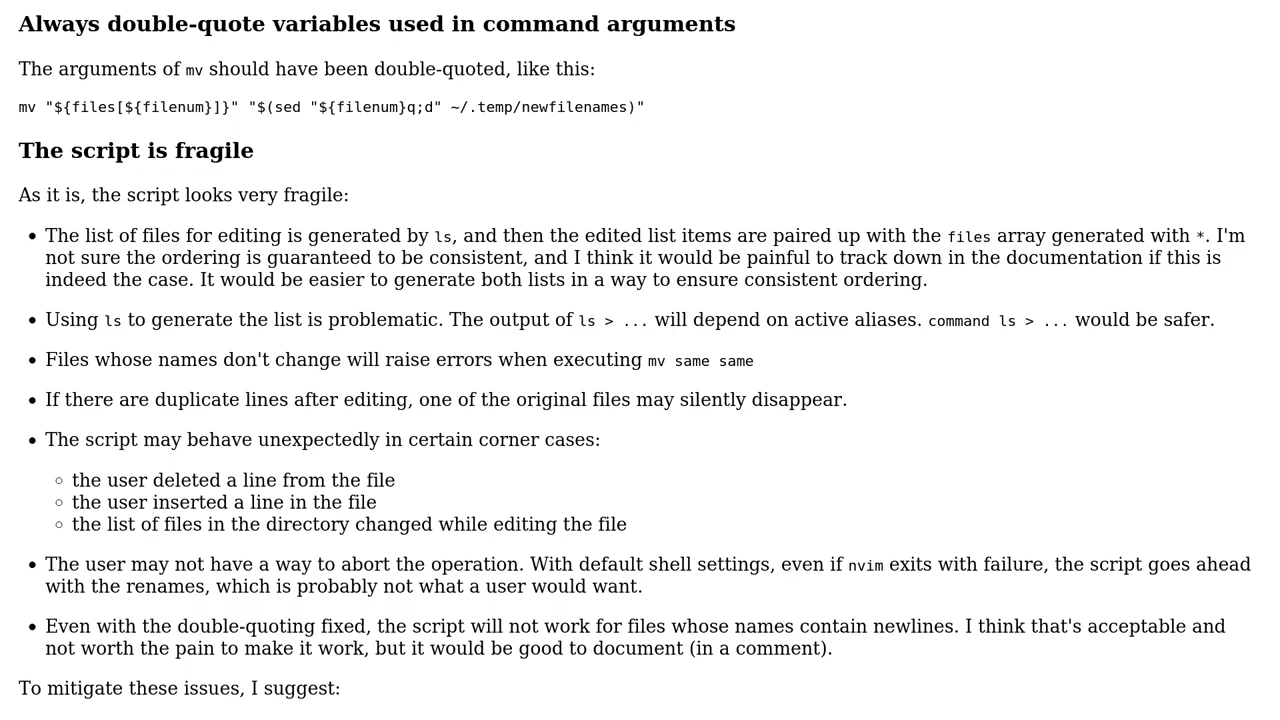 Always double-quote variables used in command arguments
The arguments of mv should have been double-quoted, like this:
mv "${files[${filenum}]}" "$(sed "${filenum}q;d" ~/.temp/newfilenames)"
The script is fragile
As it is, the script looks very fragile:
• The list of files for editing is generated by ls, and then the edited list items are paired up with the files array generated with *. I'm
not sure the ordering is guaranteed to be consistent, and I think it would be painful to track down in the documentation if this is
indeed the case. It would be easier to generate both lists in a way to ensure consistent ordering.
• Using ls to generate the list is problematic. The output of ls > ... will depend on active aliases. command ls > ... would be safer.
• Files whose names don't change will raise errors when executing mv same same
• If there are duplicate lines after editing, one of the original files may silently disappear.
• The script may behave unexpectedly in certain corner cases:
◦ the user deleted a line from the file
◦ the user inserted a line in the file
◦ the list of files in the directory changed while editing the file
• The user may not have a way to abort the operation. With default shell settings, even if nvim exits with failure, the script goes ahead
with the renames, which is probably not what a user would want.
• Even with the double-quoting fixed, the script will not work for files whose names contain newlines. I think that's acceptable and
not worth the pain to make it work, but it would be good to document (in a comment).
To mitigate these issues, I suggest: